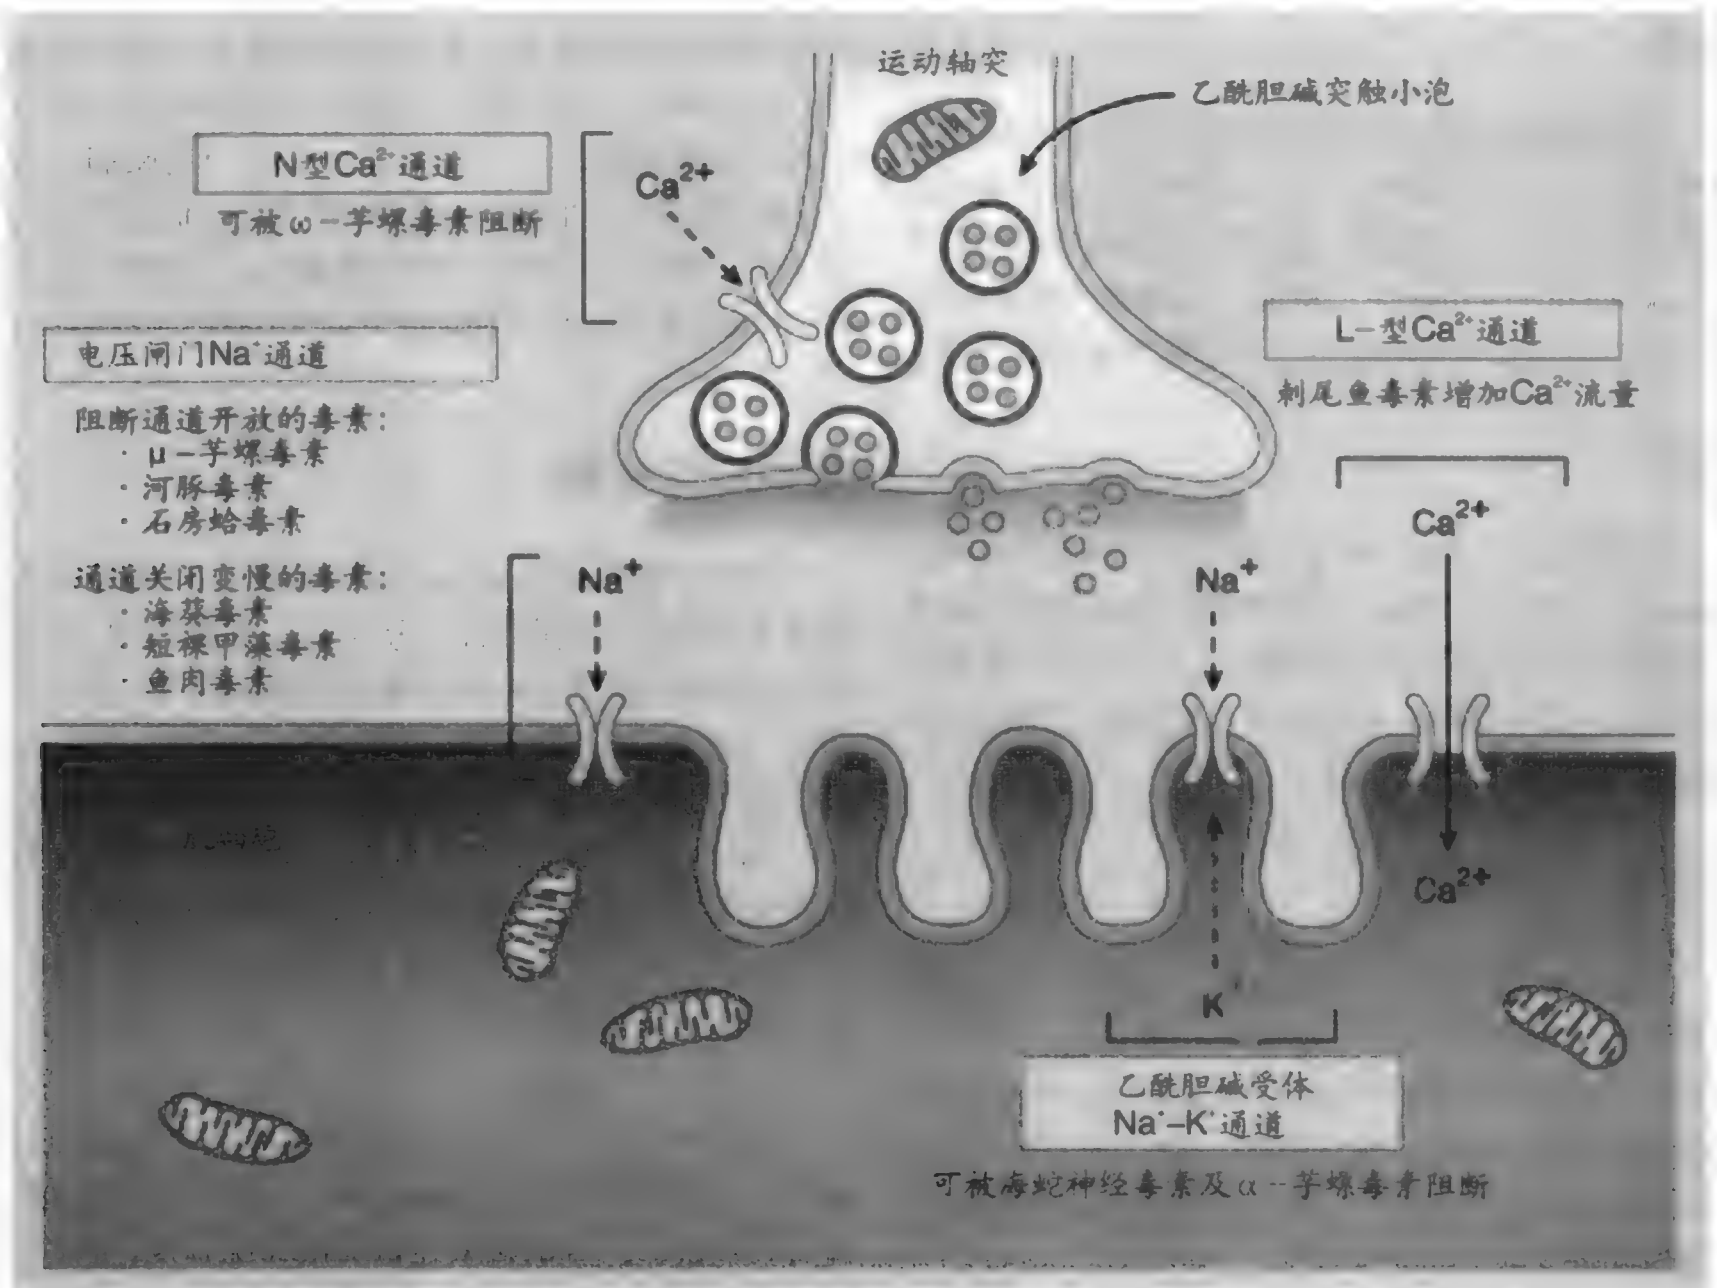 运动轴突
乙酰胆碱突触小泡
N型Ca²⁺通道
可被ω-芋螺毒素阻断
Ca²⁺
电压闸门Na⁺通道
阻断通道开放的毒素:
· μ-芋螺毒素
· 河豚毒素
· 石房蛤毒素
通道关闭变慢的毒素:
· 海葵毒素
· 短裸甲藻毒素
· 鱼肉毒素
L-型Ca²⁺通道
刺尾鱼毒素增加Ca²⁺流量
Ca²⁺
Na⁺
Na⁺
Ca²⁺
K
乙酰胆碱受体
Na⁺-K⁺通道
可被海蛇神经毒素及α-芋螺毒素阻断